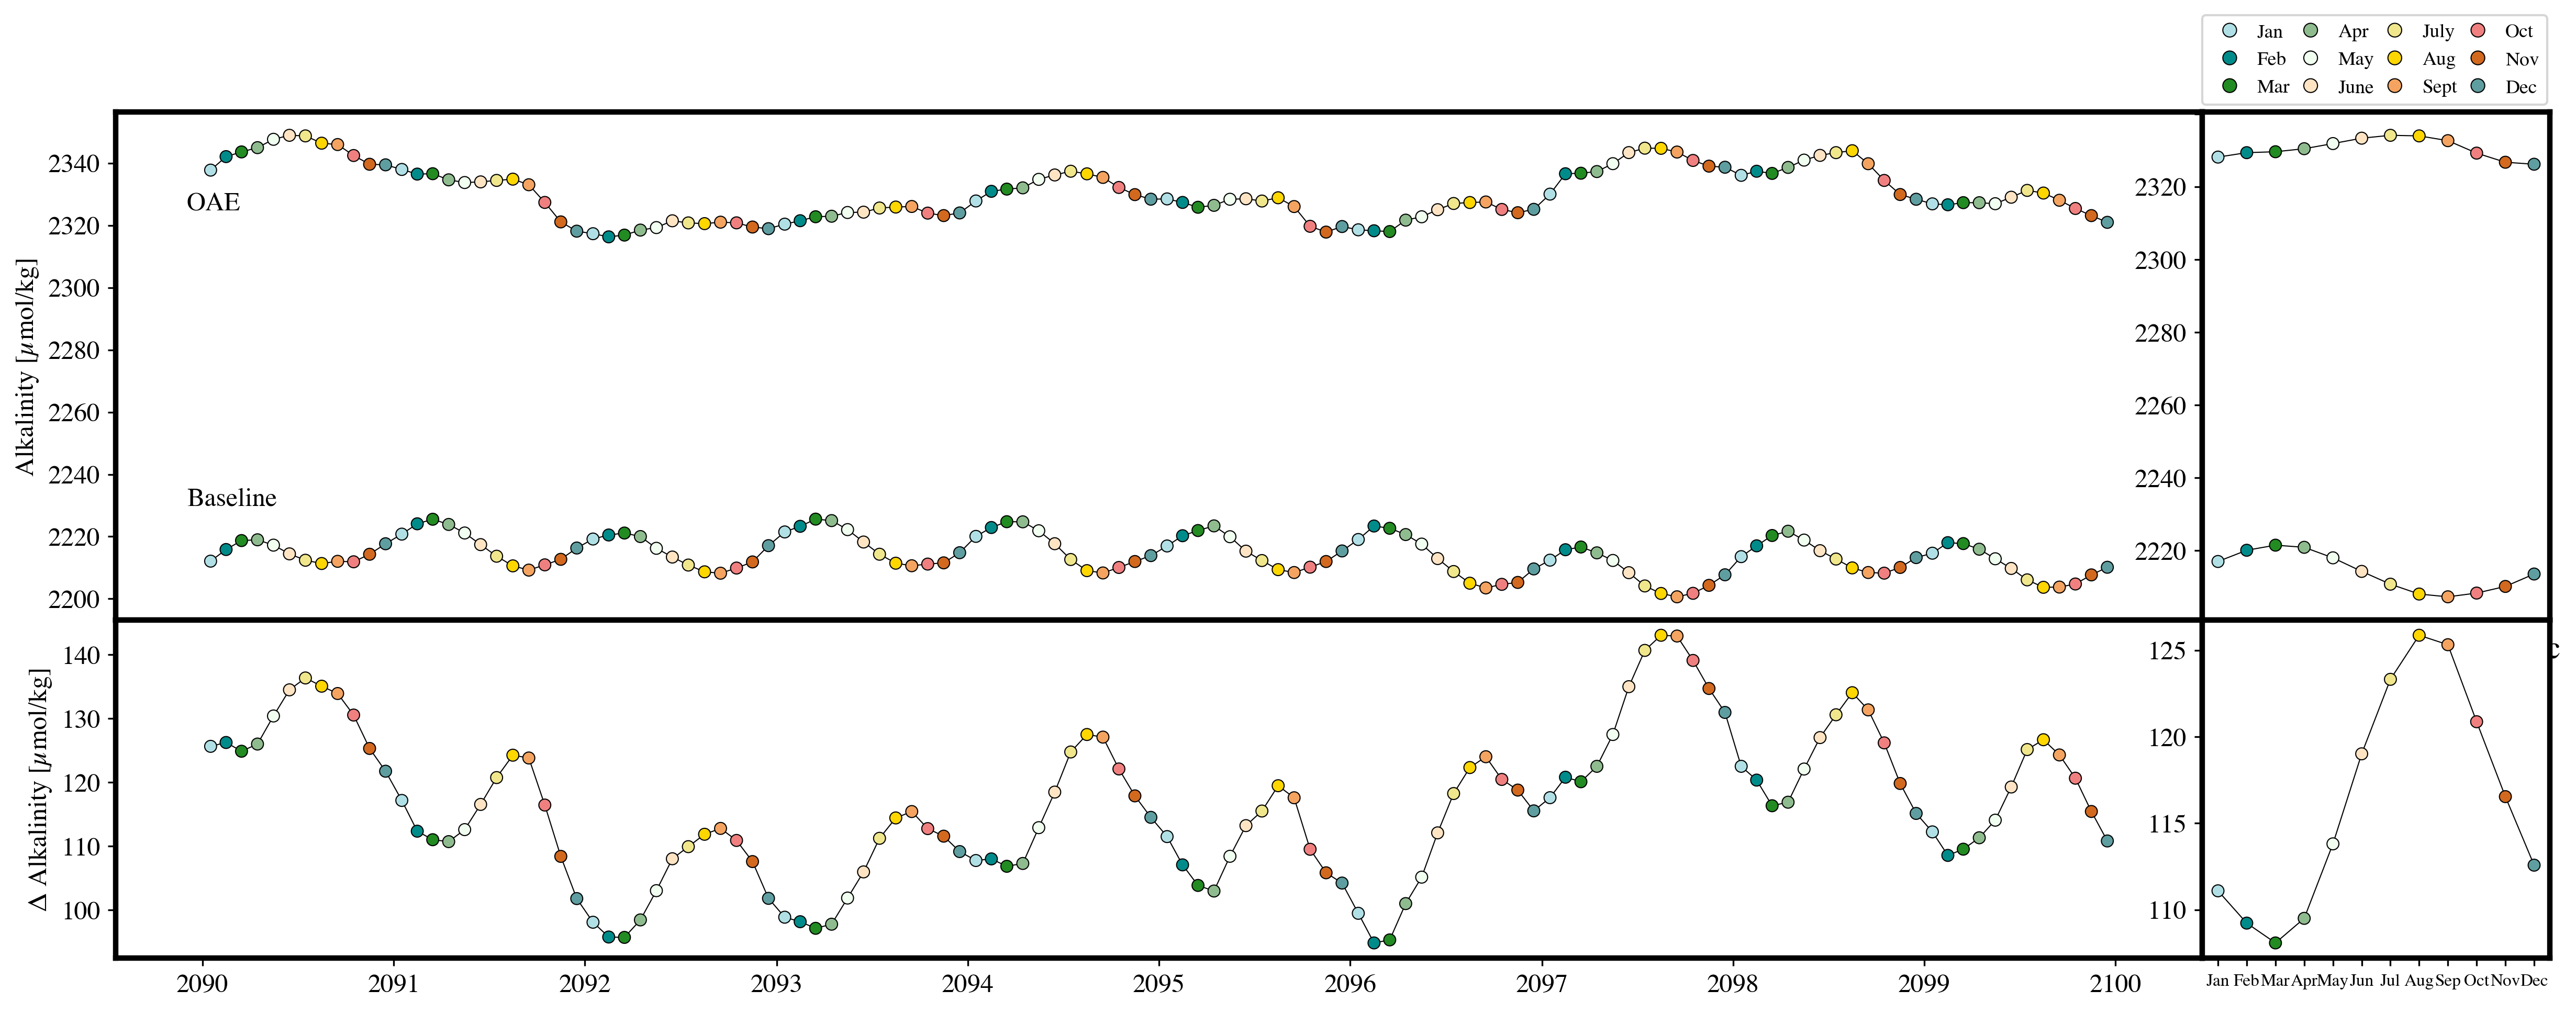 Jan Apr July Oct
Feb May Aug Nov
Mar June Sept Dec
Alkalinity [μmol/kg]
2340
2320
2300
2280
2260
2240
2220
2200
OAE
Baseline
2320
2300
2280
2260
2240
2220
Δ Alkalinity [μmol/kg]
140
130
120
110
100
125
120
115
110
c
2090 2091 2092 2093 2094 2095 2096 2097 2098 2099 2100
Jan Feb Mar Apr May Jun Jul Aug Sep Oct Nov Dec